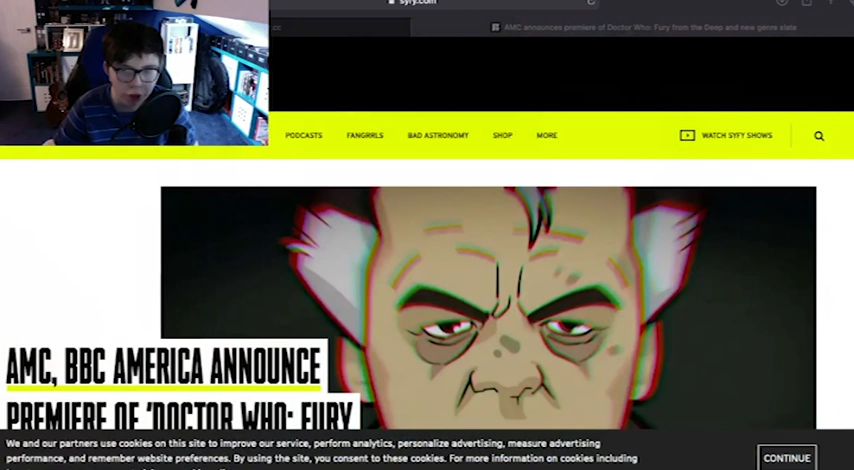 syfy.com
AMC announces premiere of Doctor Who: Fury from the Deep and new genre slate
PODCASTS FANGRRLS BAD ASTRONOMY SHOP MORE WATCH SYFY SHOWS
AMC, BBC AMERICA ANNOUNCE
PREMIERE OF 'DOCTOR WHO: FURY
We and our partners use cookies on this site to improve our service, perform analytics, personalize advertising, measure advertising
performance, and remember website preferences. By using the site, you consent to these cookies. For more information on cookies including
CONTINUE